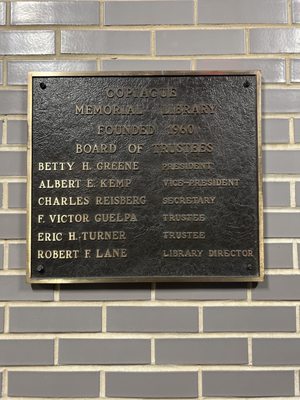 COPIAGUE
MEMORIAL LIBRARY
FOUNDED 1960
BOARD OF TRUSTEES
BETTY H. GREENE PRESIDENT
ALBERT E. KEMP VICE-PRESIDENT
CHARLES REISBERG SECRETARY
F. VICTOR GUELPA TRUSTEE
ERIC H. TURNER TRUSTEE
ROBERT F. LANE LIBRARY DIRECTOR